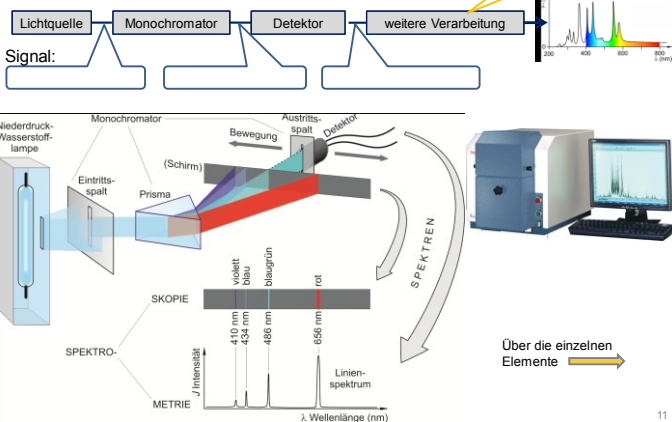 Lichtquelle
Monochromator
Detektor
weitere Verarbeitung
200
400
600
800
λ (nm)
Signal:
Monochromator
Niederdruck-
Wasserstoff-
lampe
Eintritts-
spalt
Prisma
(Schirm)
Bewegung
Austritts-
spalt
Detektor
SPEKTREN
violett
blau
blaugrün
rot
SKOPIE
410 nm
434 nm
486 nm
656 nm
SPEKTRO-
METRIE
J Intensität
Linien-
spektrum
λ Wellenlänge (nm)
Über die einzelnen
Elemente
11